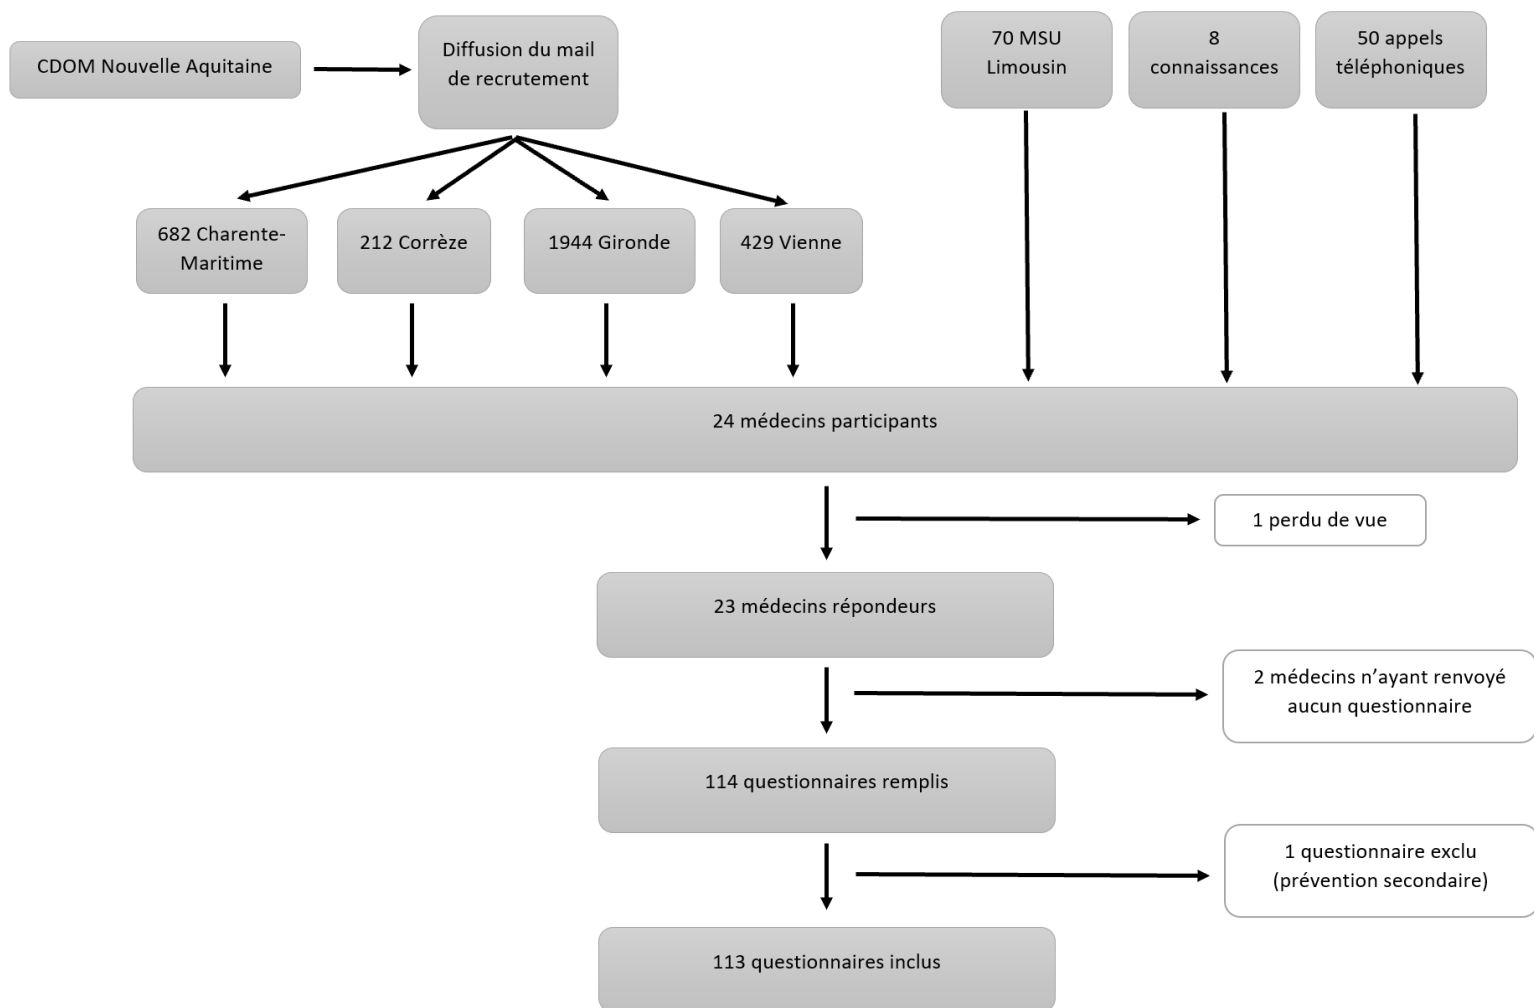 CDOM Nouvelle Aquitaine
Diffusion du mail
de recrutement
70 MSU
Limousin
8
connaissances
50 appels
téléphoniques
682 Charente-
Maritime
212 Corrèze
1944 Gironde
429 Vienne
24 médecins participants
1 perdu de vue
23 médecins répondeurs
2 médecins n’ayant renvoyé
aucun questionnaire
114 questionnaires remplis
1 questionnaire exclu
(prévention secondaire)
113 questionnaires inclus